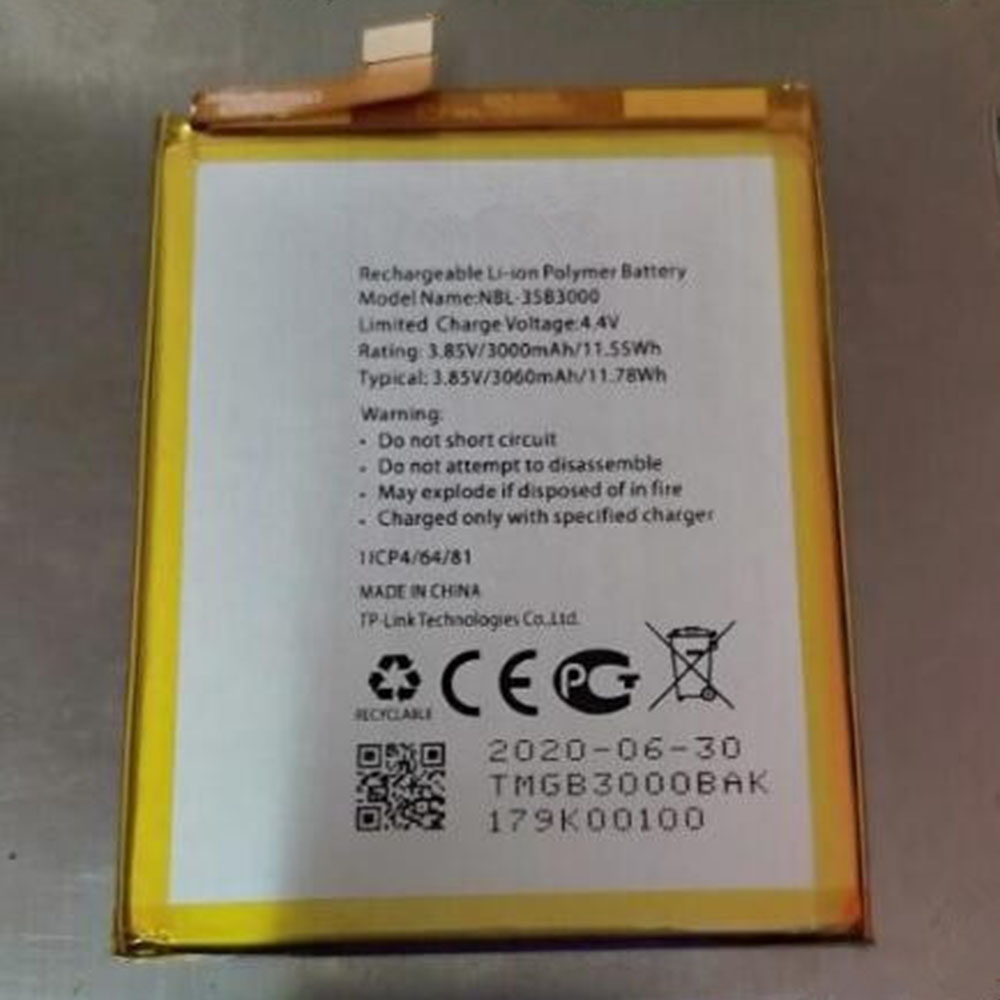 Rechargeable Li-ion Polymer Battery
Model Name:NBL-35B3000
Limited Charge Voltage:4.4V
Rating: 3.85V/3000mAh/11.55Wh
Typical: 3.85V/3060mAh/11.78Wh
Warning:
• Do not short circuit
• Do not attempt to disassemble
• May explode if disposed of in fire
• Charged only with specified charger
1ICP4/64/81
MADE IN CHINA
TP-Link Technologies Co.,Ltd.
RECYCLABLE
CE
PCT
2020-06-30
TMGB3000BAK
179K00100